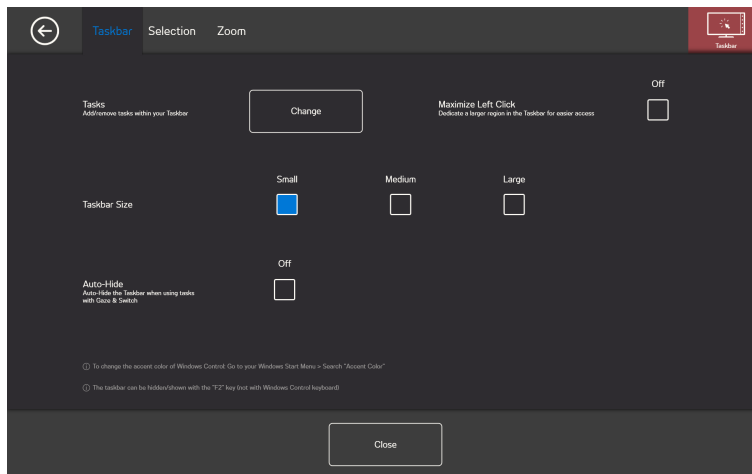 Taskbar Selection Zoom
Taskbar
Off
Tasks
Add/remove tasks within your Taskbar
Change
Maximize Left Click
Dedicate a larger region in the Taskbar for easier access
Small Medium Large
Taskbar Size
Off
Auto-Hide
Auto-Hide the Taskbar when using tasks
with Gaze & Switch
To change the accent color of Windows Control: Go to your Windows Start Menu > Search "Accent Color"
The taskbar can be hidden/shown with the "F2" key (not with Windows Control keyboard)
Close